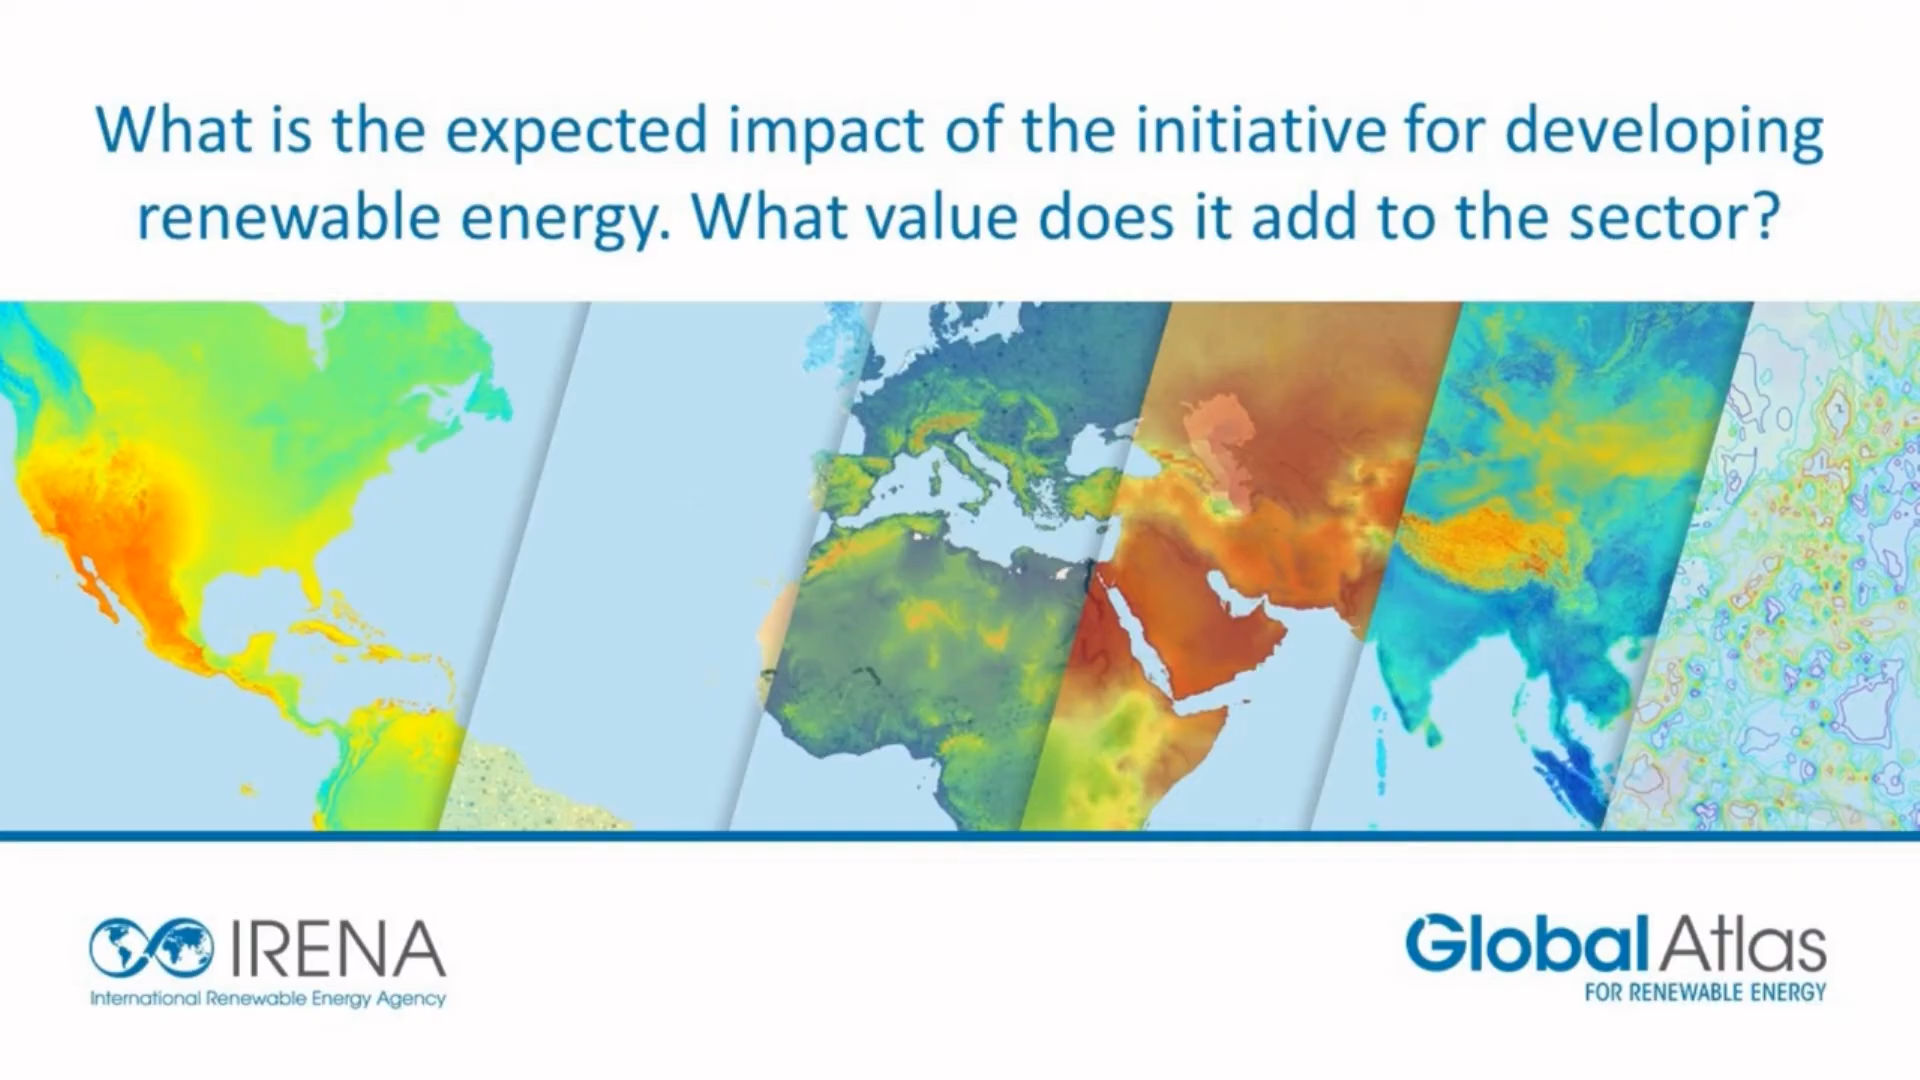 What is the expected impact of the initiative for developing
renewable energy. What value does it add to the sector?
IRENA
International Renewable Energy Agency
Global Atlas
FOR RENEWABLE ENERGY